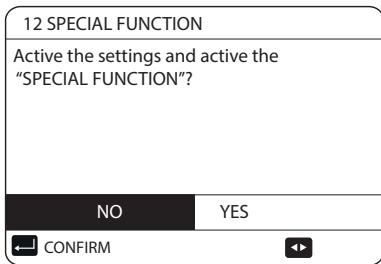 12 SPECIAL FUNCTION
Active the settings and active the
“SPECIAL FUNCTION”?
NO YES
CONFIRM